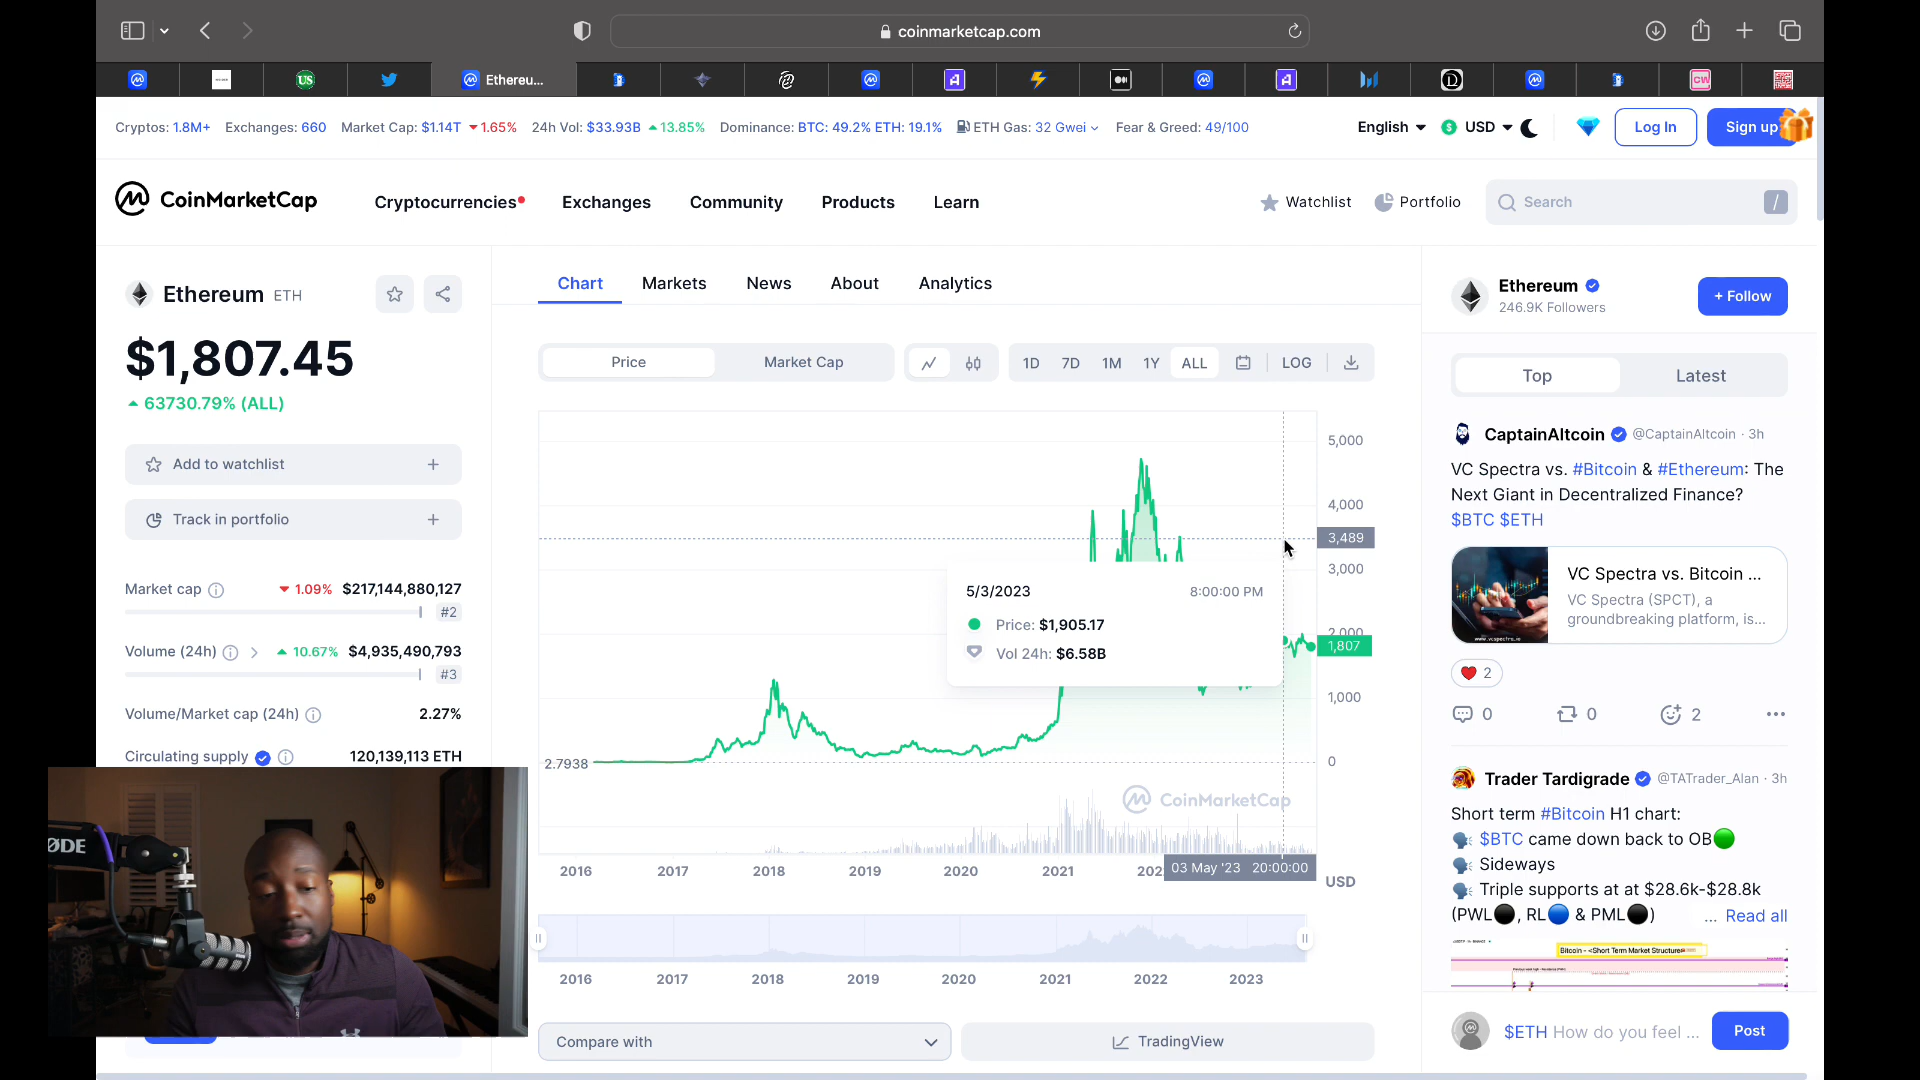 coinmarketcap.com
US
Ethereu...
CW
Cryptos: 1.8M+ Exchanges: 660 Market Cap: $1.14T 1.65% 24h Vol: $33.93B 13.85% Dominance: BTC: 49.2% ETH: 19.1% ETH Gas: 32 Gwei Fear & Greed: 49/100
English $ USD Log In Sign up
CoinMarketCap Cryptocurrencies Exchanges Community Products Learn Watchlist Portfolio Search /
Ethereum ETH
$1,807.45
63730.79% (ALL)
Add to watchlist +
Track in portfolio +
Market cap 1.09% $217,144,880,127
#2
Volume (24h) 10.67% $4,935,490,793
#3
Volume/Market cap (24h) 2.27%
Circulating supply 120,139,113 ETH
Chart Markets News About Analytics
Price Market Cap 1D 7D 1M 1Y ALL LOG
5,000
4,000
3,489
3,000
2,000
1,807
1,000
0
5/3/2023 8:00:00 PM
Price: $1,905.17
Vol 24h: $6.58B
2.7938
CoinMarketCap
2016 2017 2018 2019 2020 2021 202
03 May '23 20:00:00
USD
2016 2017 2018 2019 2020 2021 2022 2023
Compare with
TradingView
Ethereum
246.9K Followers
+ Follow
Top Latest
CaptainAltcoin @CaptainAltcoin · 3h
VC Spectra vs. #Bitcoin & #Ethereum: The
Next Giant in Decentralized Finance?
$BTC $ETH
VC Spectra vs. Bitcoin ...
VC Spectra (SPCT), a
groundbreaking platform, is...
2
0 0 2 ...
Trader Tardigrade @TATrader_Alan · 3h
Short term #Bitcoin H1 chart:
$BTC came down back to OB
Sideways
Triple supports at at $28.6k-$28.8k
(PWL, RL & PML) ... Read all
$ETH How do you feel ...
Post
RØDE